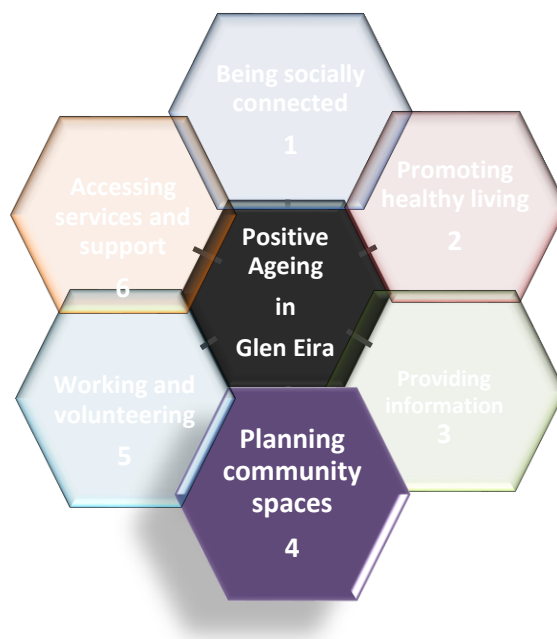 Being socially
connected
1
Promoting
healthy living
2
Providing
information
3
Planning
community
spaces
4
Working and
volunteering
5
Accessing
services and
support
6
Positive
Ageing
in
Glen Eira